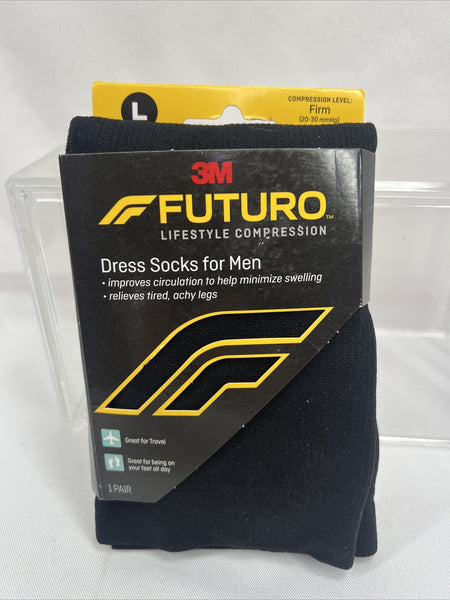 L
COMPRESSION LEVEL:
Firm
(20-30 mmHg)
3M
FUTURO™
LIFESTYLE COMPRESSION
Dress Socks for Men
• improves circulation to help minimize swelling
• relieves tired, achy legs
Great for Travel
Great for being on
your feet all day
1 PAIR